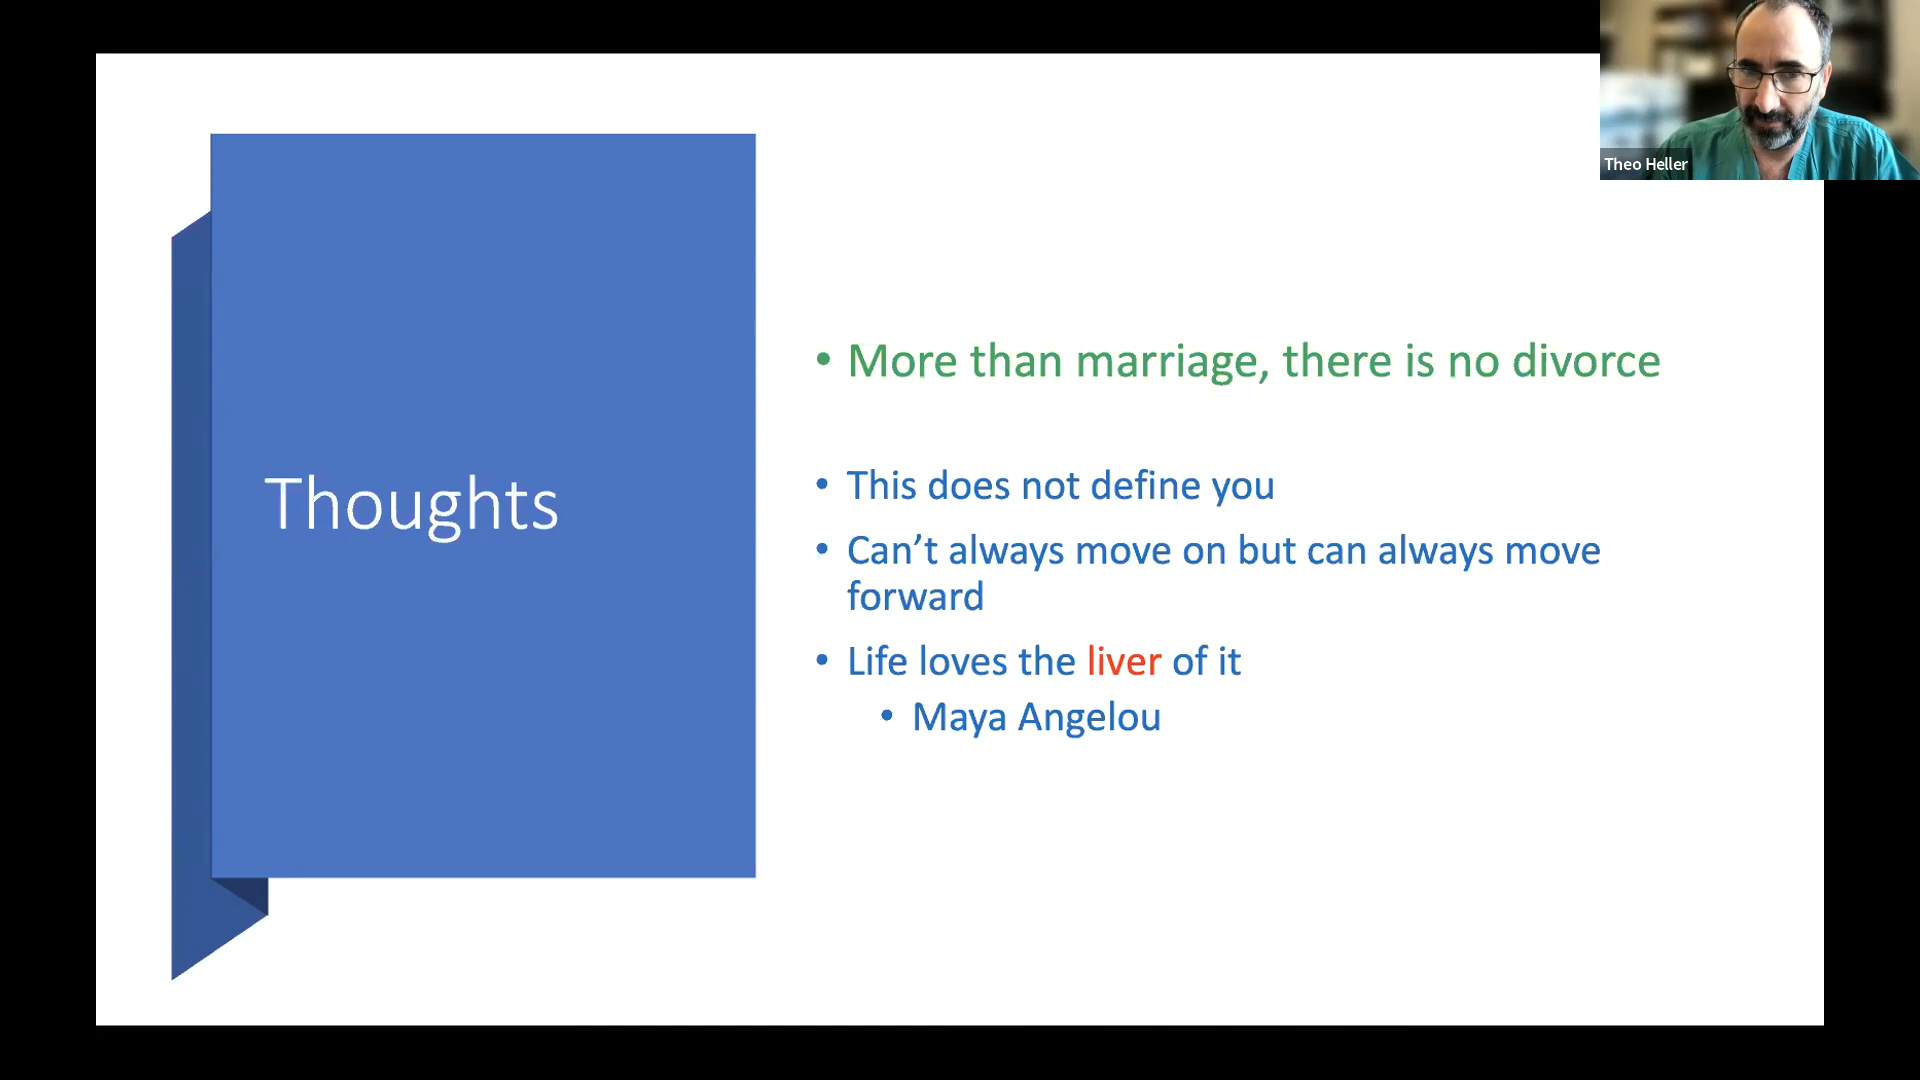 Theo Heller
Thoughts
• More than marriage, there is no divorce
• This does not define you
• Can’t always move on but can always move
forward
• Life loves the liver of it
• Maya Angelou